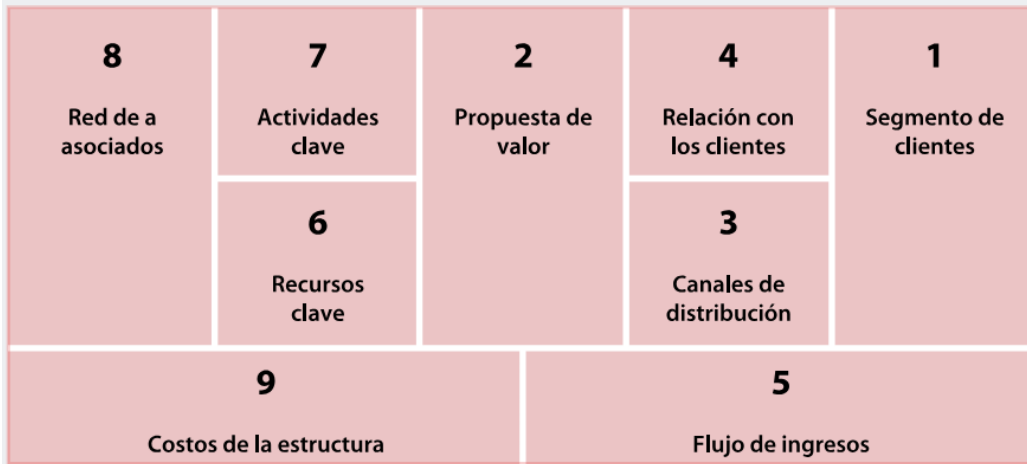 8
Red de a
asociados
7
Actividades
clave
6
Recursos
clave
2
Propuesta de
valor
4
Relación con
los clientes
3
Canales de
distribución
1
Segmento de
clientes
9
Costos de la estructura
5
Flujo de ingresos